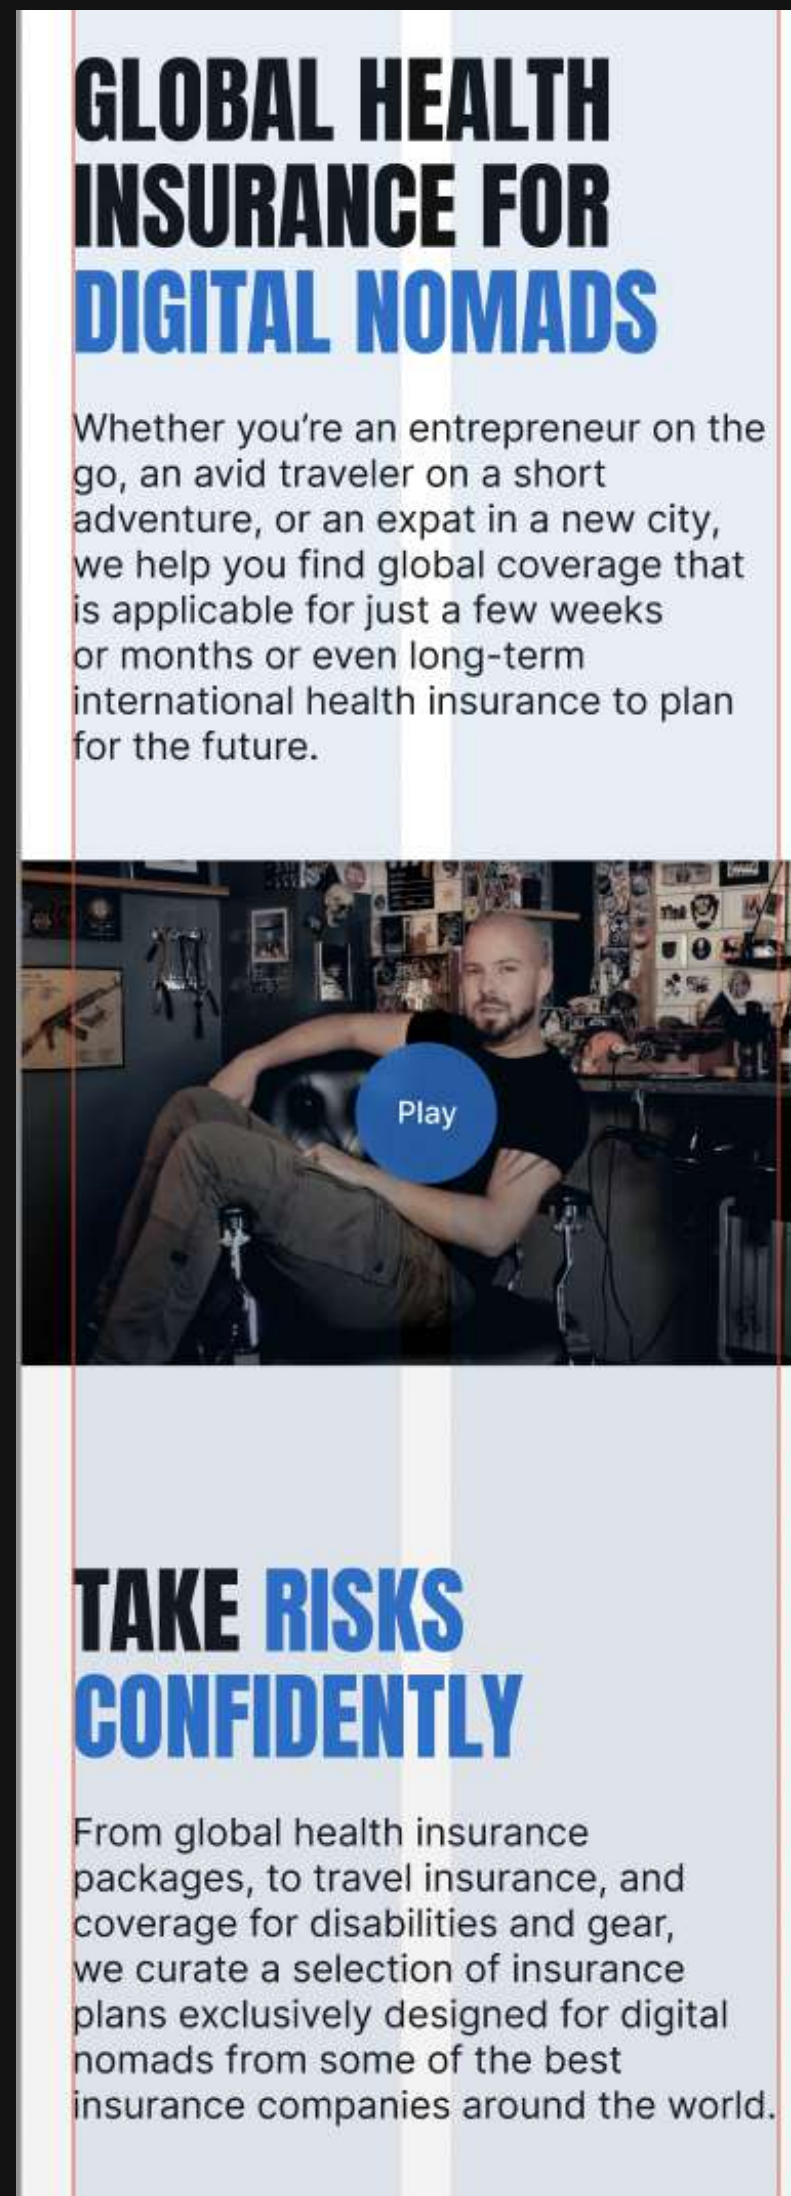 GLOBAL HEALTH
INSURANCE FOR
DIGITAL NOMADS
Whether you’re an entrepreneur on the
go, an avid traveler on a short
adventure, or an expat in a new city,
we help you find global coverage that
is applicable for just a few weeks
or months or even long-term
international health insurance to plan
for the future.
Play
TAKE RISKS
CONFIDENTLY
From global health insurance
packages, to travel insurance, and
coverage for disabilities and gear,
we curate a selection of insurance
plans exclusively designed for digital
nomads from some of the best
insurance companies around the world.